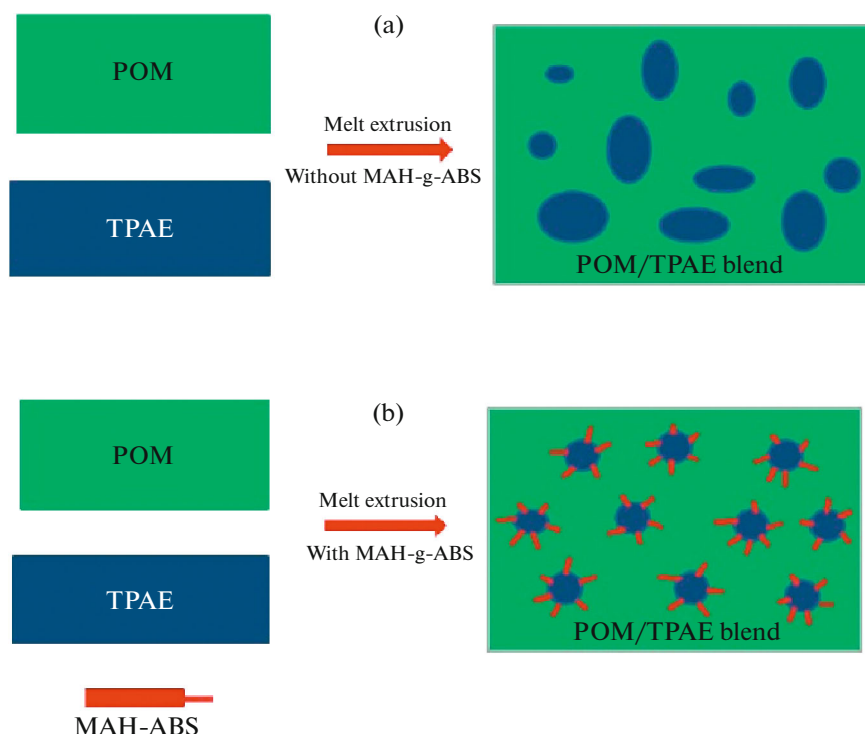 (a)
POM
Melt extrusion
Without MAH-g-ABS
TPAE
POM/TPAE blend
(b)
POM
Melt extrusion
With MAH-g-ABS
TPAE
POM/TPAE blend
MAH-ABS